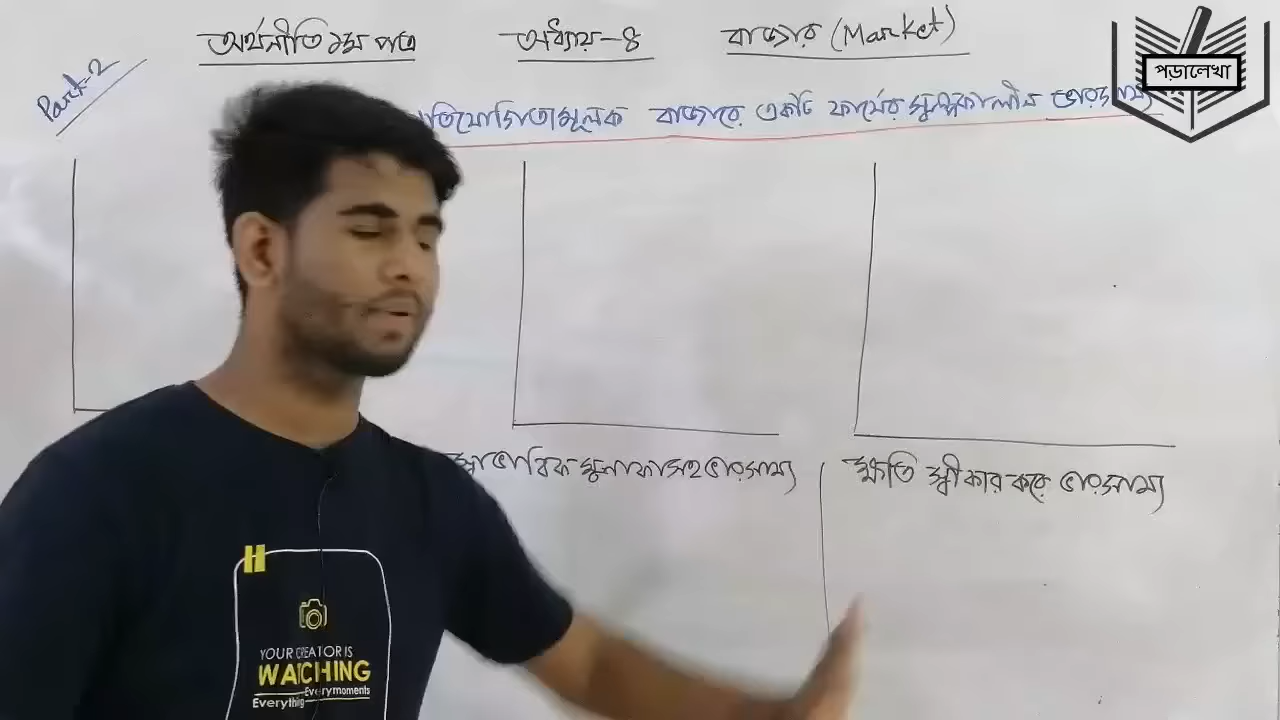 অর্থনীতি ১ম পত্র অধ্যায়-৪ বাজার (Market)
পড়ালেখা
Part-2
তিযোগিতামূলক বাজারে একটি ফার্মের স্বল্পকালীন ভারসাম্য
স্বাভাবিক মুনাফাসহ ভারসাম্য
ক্ষতি স্বীকার করে ভারসাম্য
H
YOUR CREATOR IS
WATCHING
Everymoments
Everything